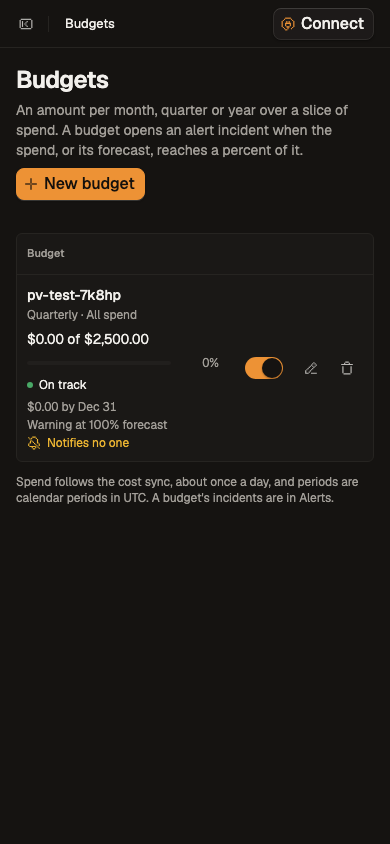 Budgets
Connect
Budgets
An amount per month, quarter or year over a slice of
spend. A budget opens an alert incident when the
spend, or its forecast, reaches a percent of it.
New budget
Budget
pv-test-7k8hp
Quarterly · All spend
$0.00 of $2,500.00
0%
On track
$0.00 by Dec 31
Warning at 100% forecast
Notifies no one
Spend follows the cost sync, about once a day, and periods are
calendar periods in UTC. A budget's incidents are in Alerts.